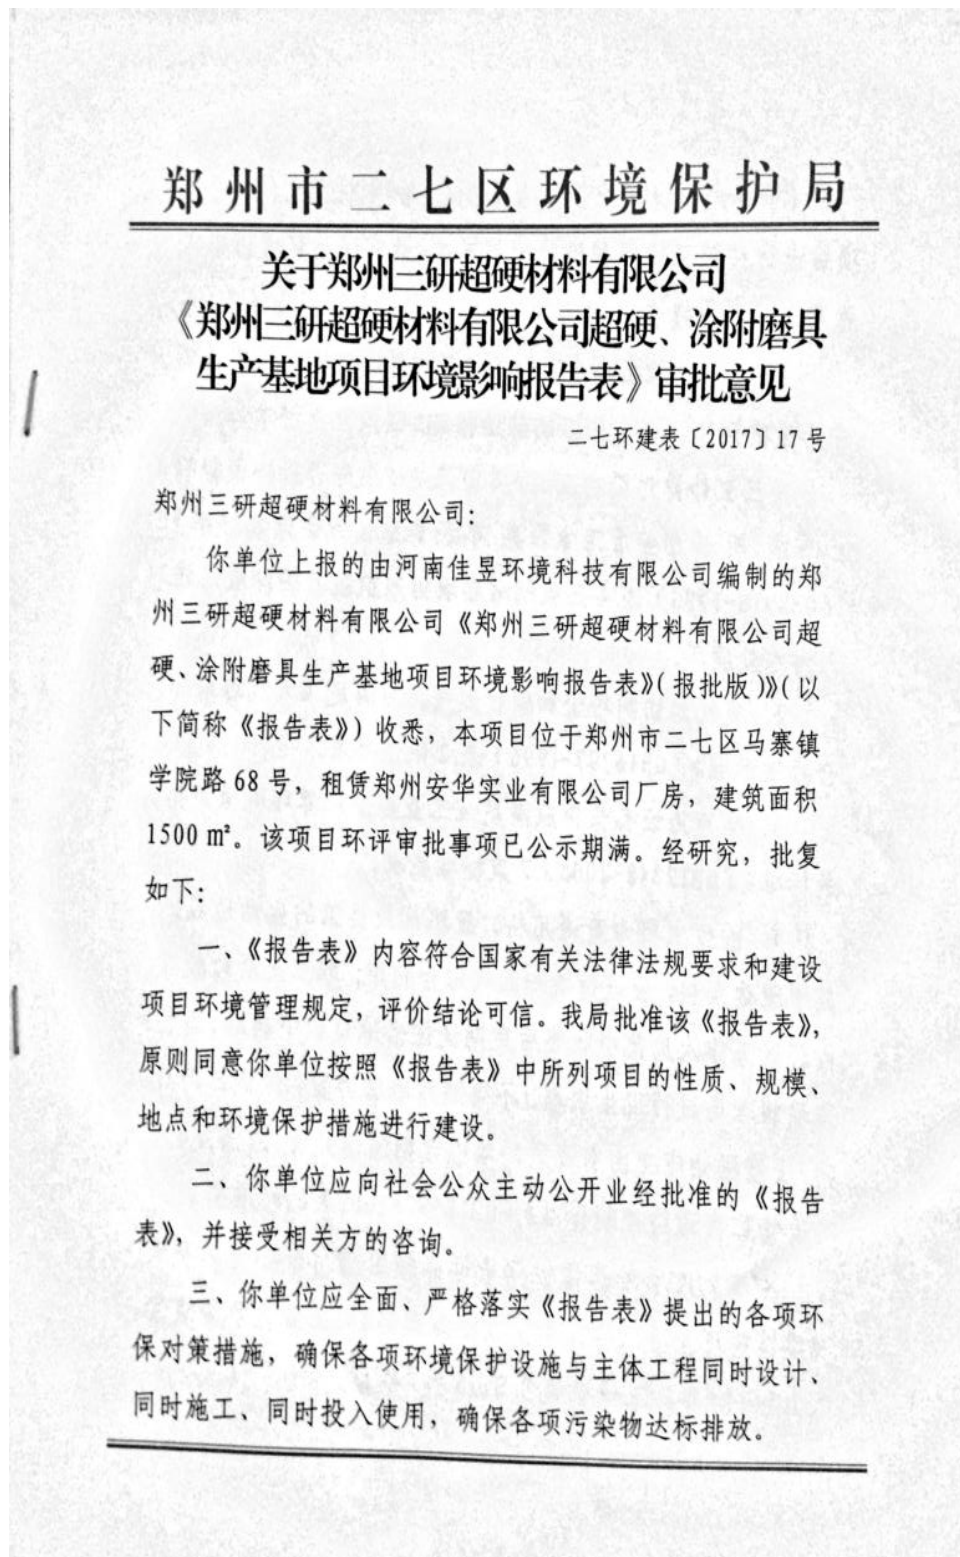 郑州市二七区环境保护局
关于郑州三研超硬材料有限公司
《郑州三研超硬材料有限公司超硬、涂附磨具
生产基地项目环境影响报告表》审批意见
二七环建表〔2017〕17号
郑州三研超硬材料有限公司:
你单位上报的由河南佳昱环境科技有限公司编制的郑
州三研超硬材料有限公司《郑州三研超硬材料有限公司超
硬、涂附磨具生产基地项目环境影响报告表》(报批版)》(以
下简称《报告表》)收悉，本项目位于郑州市二七区马寨镇
学院路68号，租赁郑州安华实业有限公司厂房，建筑面积
1500㎡。该项目环评审批事项已公示期满。经研究，批复
如下:
一、《报告表》内容符合国家有关法律法规要求和建设
项目环境管理规定，评价结论可信。我局批准该《报告表》，
原则同意你单位按照《报告表》中所列项目的性质、规模、
地点和环境保护措施进行建设。
二、你单位应向社会公众主动公开业经批准的《报告
表》，并接受相关方的咨询。
三、你单位应全面、严格落实《报告表》提出的各项环
保对策措施，确保各项环境保护设施与主体工程同时设计、
同时施工、同时投入使用，确保各项污染物达标排放。